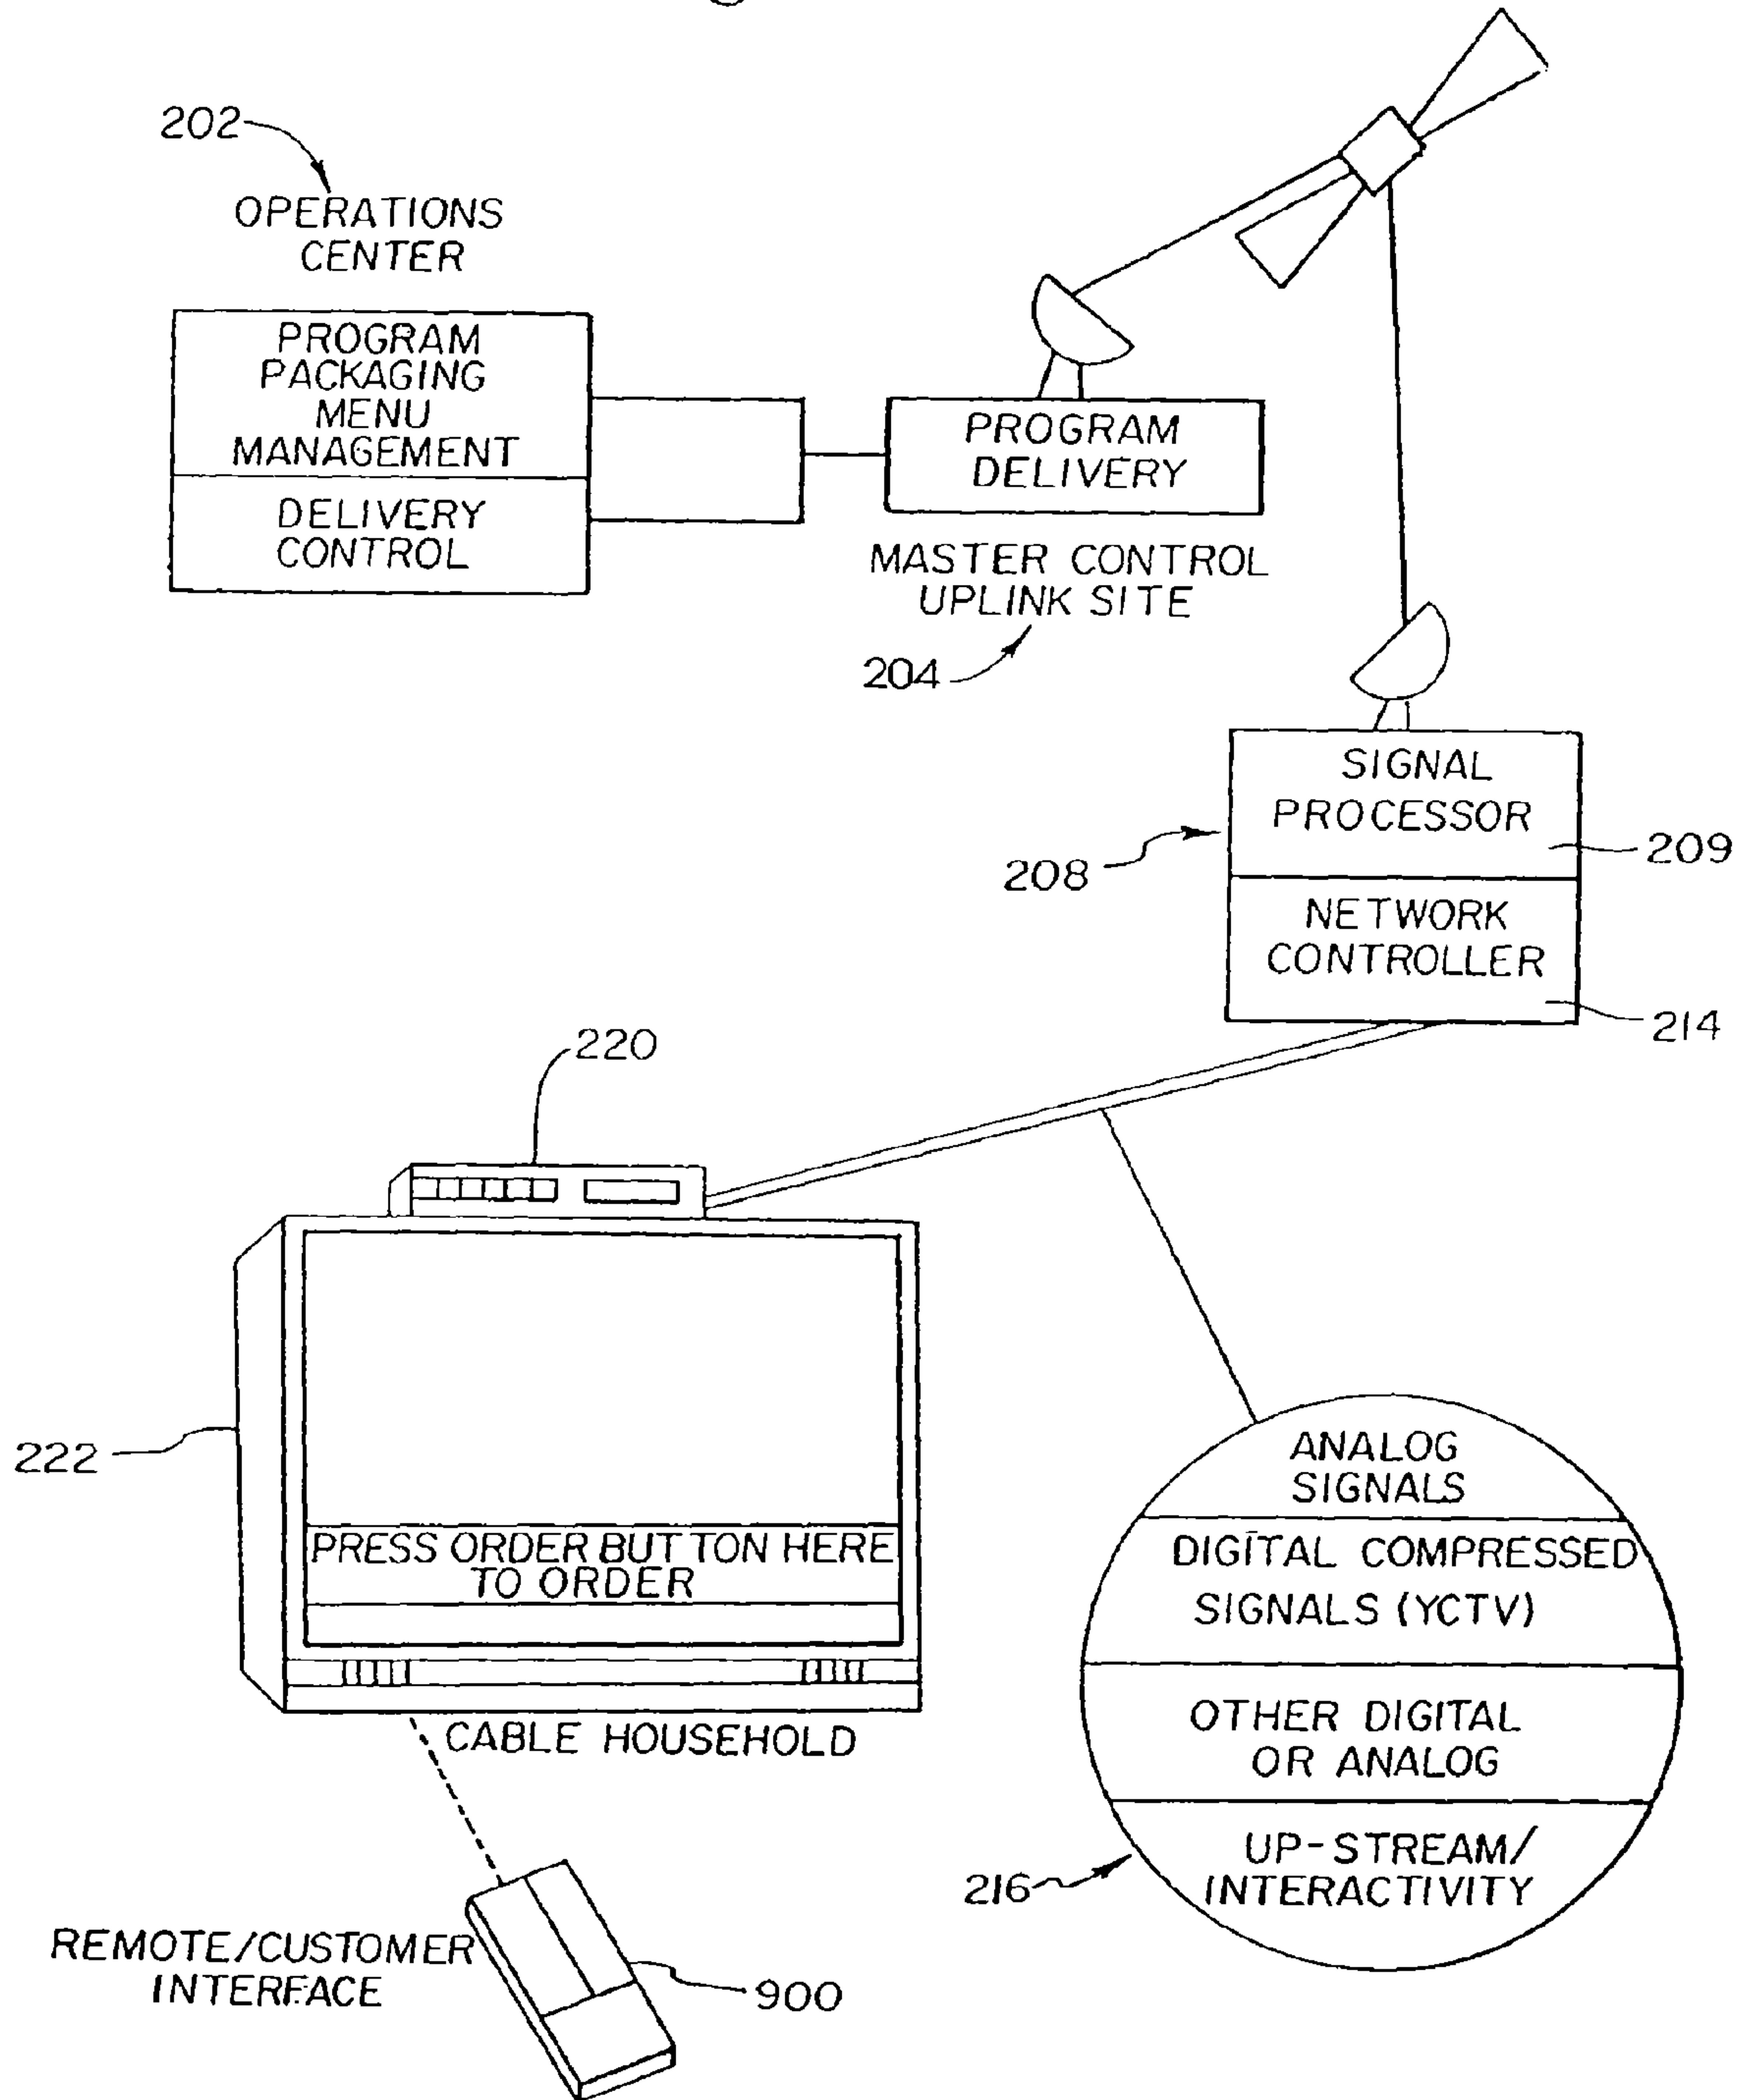 202
OPERATIONS
CENTER
PROGRAM
PACKAGING
MENU
MANAGEMENT
DELIVERY
CONTROL
PROGRAM
DELIVERY
MASTER CONTROL
UPLINK SITE
204
SIGNAL
PROCESSOR
208
209
NETWORK
CONTROLLER
214
220
222
PRESS ORDER BUTTON HERE
TO ORDER
CABLE HOUSEHOLD
ANALOG
SIGNALS
DIGITAL COMPRESSED
SIGNALS (YCTV)
OTHER DIGITAL
OR ANALOG
UP-STREAM/
INTERACTIVITY
216
REMOTE/CUSTOMER
INTERFACE
900